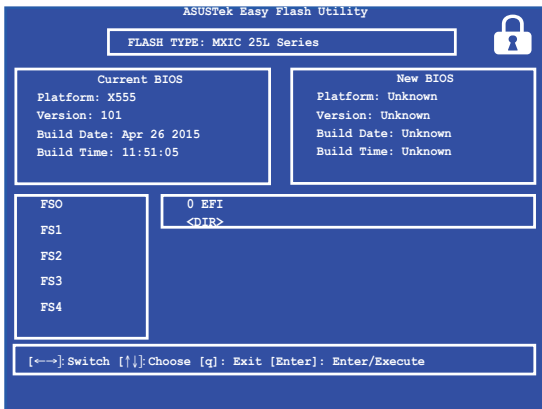 ASUSTek Easy Flash Utility
FLASH TYPE: MXIC 25L Series
Current BIOS
Platform: X555
Version: 101
Build Date: Apr 26 2015
Build Time: 11:51:05
New BIOS
Platform: Unknown
Version: Unknown
Build Date: Unknown
Build Time: Unknown
FSO
FS1
FS2
FS3
FS4
0 EFI
<DIR>
[←→]: Switch [↑↓]: Choose [q]: Exit [Enter]: Enter/Execute